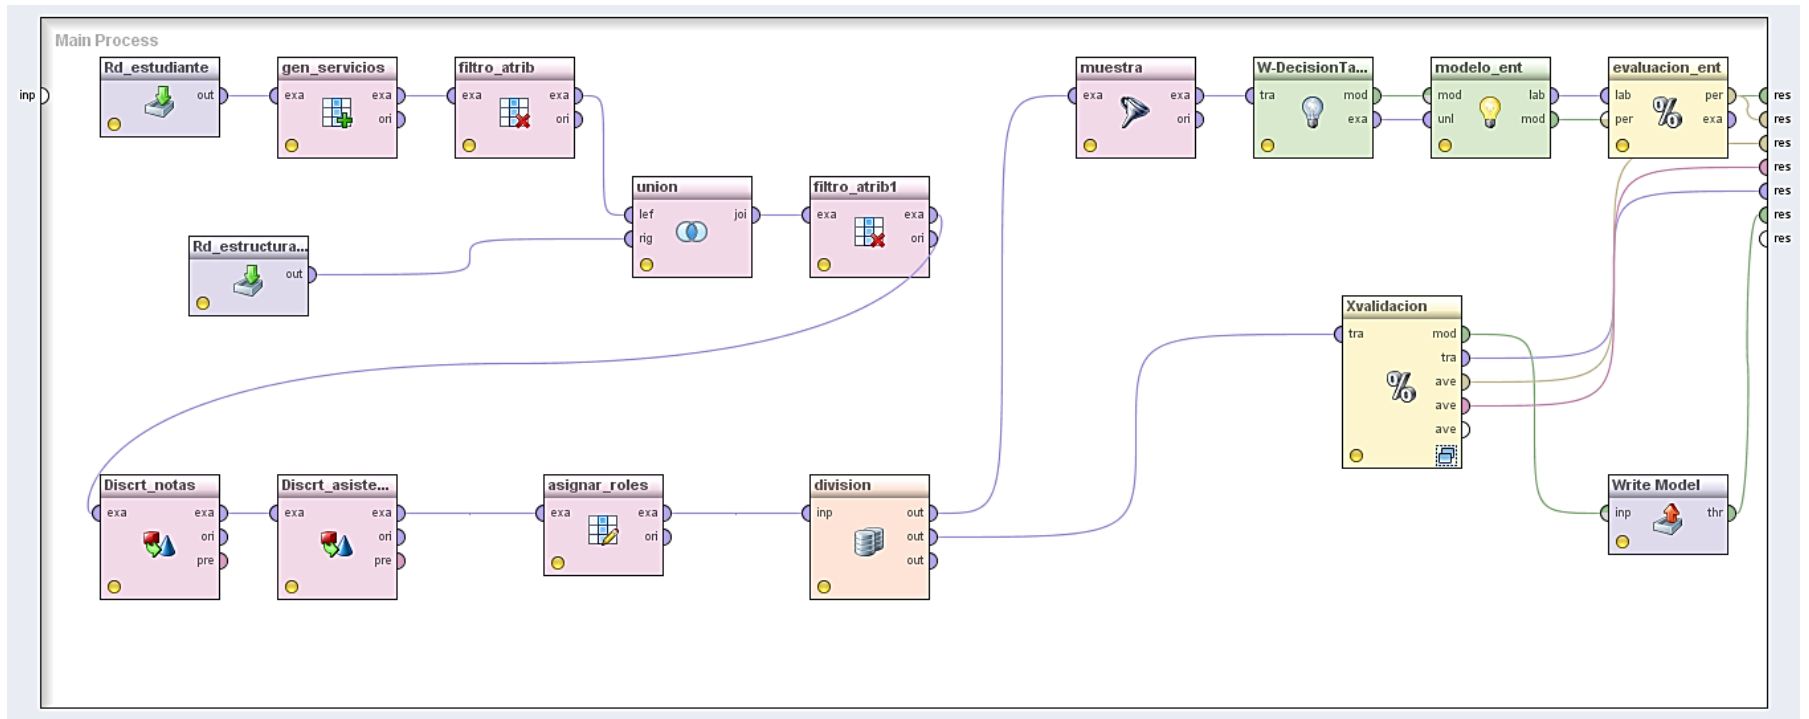 Main Process
inp
Rd_estudiante
out
gen_servicios
exa exa
ori
filtro_atrib
exa exa
ori
muestra
exa exa
ori
W-DecisionTa...
tra mod
exa
modelo_ent
mod lab
unl mod
evaluacion_ent
lab per
per exa
res
res
res
res
res
res
res
union
lef joi
rig
filtro_atrib1
exa exa
ori
Rd_estructura...
out
Xvalidacion
tra mod
tra
ave
ave
ave
Discrt_notas
exa exa
ori
pre
Discrt_asiste...
exa exa
ori
pre
asignar_roles
exa exa
ori
division
inp out
out
out
Write Model
inp thr